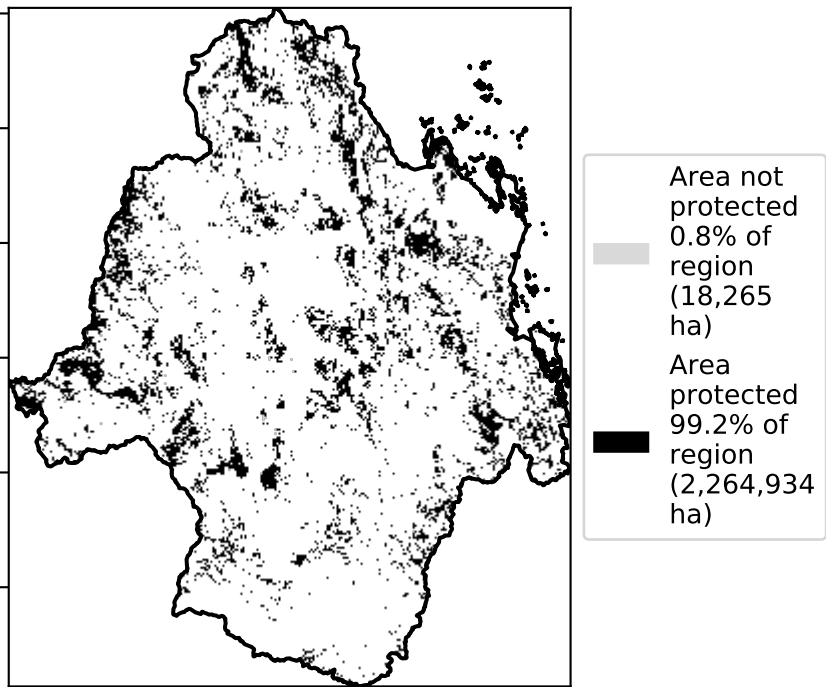 Area not
protected
0.8% of
region
(18,265
ha)
Area
protected
99.2% of
region
(2,264,934
ha)